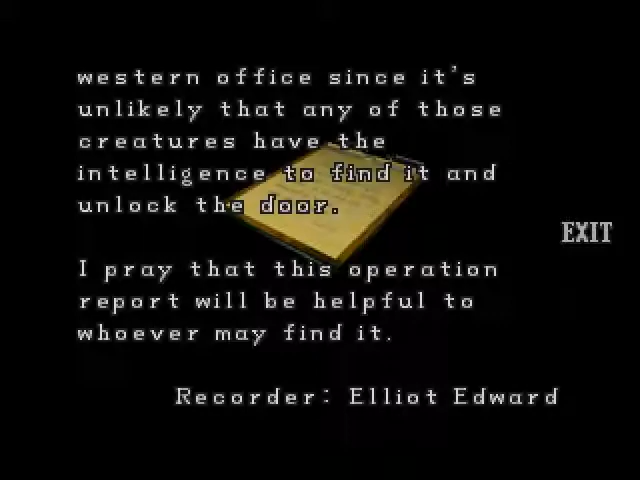 western office since it's
unlikely that any of those
creatures have the
intelligence to find it and
unlock the door.
EXIT
I pray that this operation
report will be helpful to
whoever may find it.
Recorder: Elliot Edward